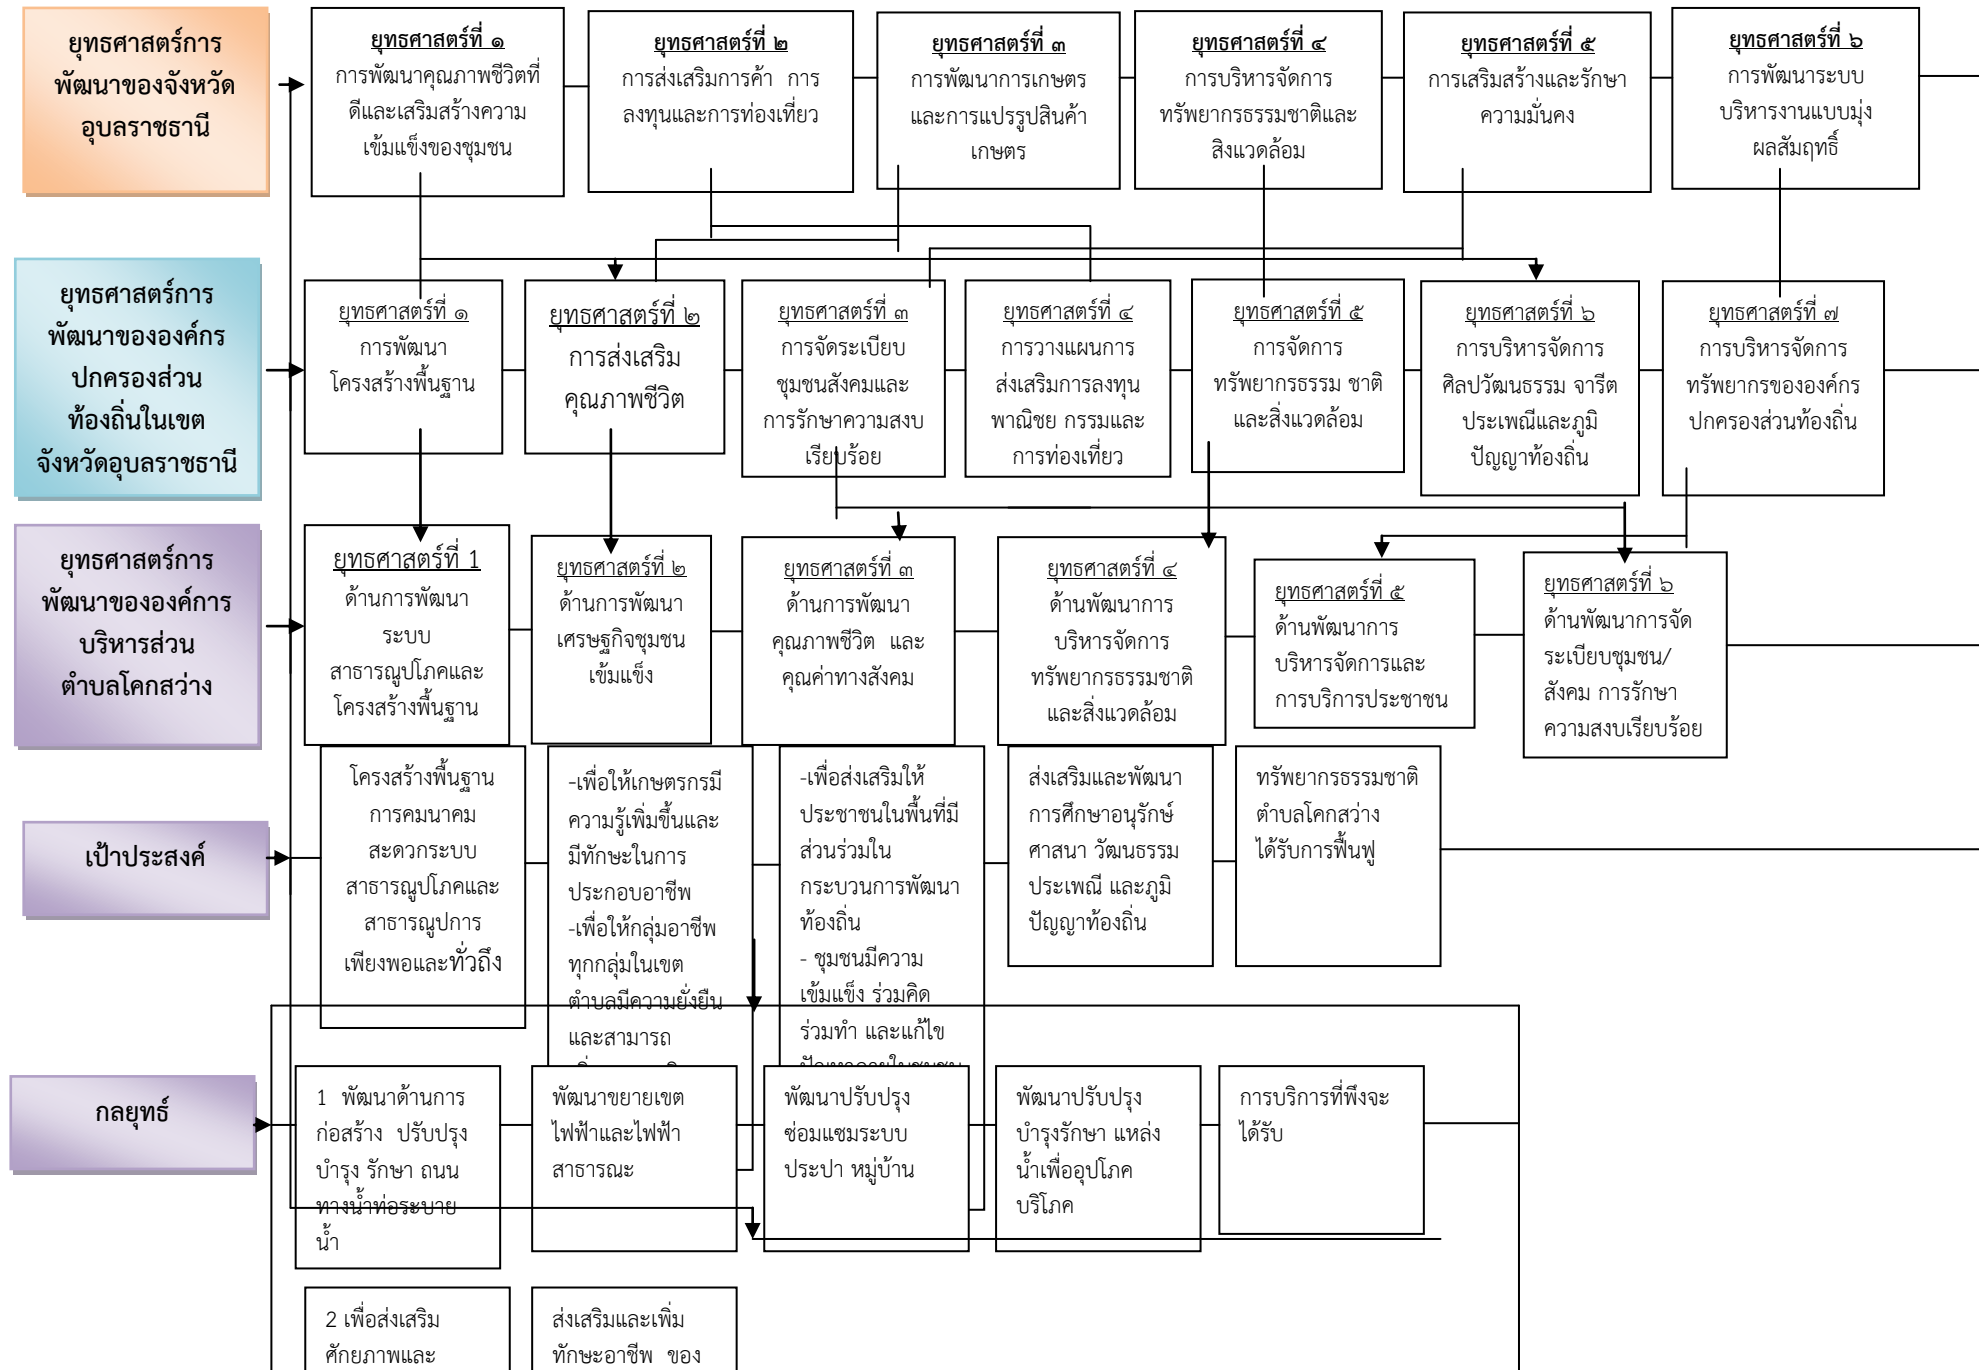 ยุทธศาสตร์การ
พัฒนาของจังหวัด
อุบลราชธานี
ยุทธศาสตร์ที่ ๑
การพัฒนาคุณภาพชีวิตที่
ดีและเสริมสร้างความ
เข้มแข็งของชุมชน
ยุทธศาสตร์ที่ ๒
การส่งเสริมการค้า การ
ลงทุนและการท่องเที่ยว
ยุทธศาสตร์ที่ ๓
การพัฒนาการเกษตร
และการแปรรูปสินค้า
เกษตร
ยุทธศาสตร์ที่ ๔
การบริหารจัดการ
ทรัพยากรธรรมชาติและ
สิงแวดล้อม
ยุทธศาสตร์ที่ ๕
การเสริมสร้างและรักษา
ความมั่นคง
ยุทธศาสตร์ที่ ๖
การพัฒนาระบบ
บริหารงานแบบมุ่ง
ผลสัมฤทธิ์
ยุทธศาสตร์การ
พัฒนาขององค์กร
ปกครองส่วน
ท้องถิ่นในเขต
จังหวัดอุบลราชธานี
ยุทธศาสตร์ที่ ๑
การพัฒนา
โครงสร้างพื้นฐาน
ยุทธศาสตร์ที่ ๒
การส่งเสริม
คุณภาพชีวิต
ยุทธศาสตร์ที่ ๓
การจัดระเบียบ
ชุมชนสังคมและ
การรักษาความสงบ
เรียบร้อย
ยุทธศาสตร์ที่ ๔
การวางแผนการ
ส่งเสริมการลงทุน
พาณิชย กรรมและ
การท่องเที่ยว
ยุทธศาสตร์ที่ ๕
การจัดการ
ทรัพยากรธรรม ชาติ
และสิ่งแวดล้อม
ยุทธศาสตร์ที่ ๖
การบริหารจัดการ
ศิลปวัฒนธรรม จารีต
ประเพณีและภูมิ
ปัญญาท้องถิ่น
ยุทธศาสตร์ที่ ๗
การบริหารจัดการ
ทรัพยากรขององค์กร
ปกครองส่วนท้องถิ่น
ยุทธศาสตร์การ
พัฒนาขององค์การ
บริหารส่วน
ตำบลโคกสว่าง
ยุทธศาสตร์ที่ 1
ด้านการพัฒนา
ระบบ
สาธารณูปโภคและ
โครงสร้างพื้นฐาน
ยุทธศาสตร์ที่ ๒
ด้านการพัฒนา
เศรษฐกิจชุมชน
เข้มแข็ง
ยุทธศาสตร์ที่ ๓
ด้านการพัฒนา
คุณภาพชีวิต และ
คุณค่าทางสังคม
ยุทธศาสตร์ที่ ๔
ด้านพัฒนาการ
บริหารจัดการ
ทรัพยากรธรรมชาติ
และสิ่งแวดล้อม
ยุทธศาสตร์ที่ ๕
ด้านพัฒนาการ
บริหารจัดการและ
การบริการประชาชน
ยุทธศาสตร์ที่ ๖
ด้านพัฒนาการจัด
ระเบียบชุมชน/
สังคม การรักษา
ความสงบเรียบร้อย
เป้าประสงค์
โครงสร้างพื้นฐาน
การคมนาคม
สะดวกระบบ
สาธารณูปโภคและ
สาธารณูปการ
เพียงพอและทั่วถึง
-เพื่อให้เกษตรกรมี
ความรู้เพิ่มขึ้นและ
มีทักษะในการ
ประกอบอาชีพ
-เพื่อให้กลุ่มอาชีพ
ทุกกลุ่มในเขต
ตำบลมีความยั่งยืน
และสามารถ
-เพื่อส่งเสริมให้
ประชาชนในพื้นที่มี
ส่วนร่วมใน
กระบวนการพัฒนา
ท้องถิ่น
- ชุมชนมีความ
เข้มแข็ง ร่วมคิด
ร่วมทำ และแก้ไข
ปัญหาภายในชุมชน
ส่งเสริมและพัฒนา
การศึกษาอนุรักษ์
ศาสนา วัฒนธรรม
ประเพณี และภูมิ
ปัญญาท้องถิ่น
ทรัพยากรธรรมชาติ
ตำบลโคกสว่าง
ได้รับการฟื้นฟู
กลยุทธ์
1 พัฒนาด้านการ
ก่อสร้าง ปรับปรุง
บำรุง รักษา ถนน
ทางน้ำท่อระบาย
น้ำ
พัฒนาขยายเขต
ไฟฟ้าและไฟฟ้า
สาธารณะ
พัฒนาปรับปรุง
ซ่อมแซมระบบ
ประปา หมู่บ้าน
พัฒนาปรับปรุง
บำรุงรักษา แหล่ง
น้ำเพื่ออุปโภค
บริโภค
การบริการที่พึงจะ
ได้รับ
2 เพื่อส่งเสริม
ศักยภาพและ
ส่งเสริมและเพิ่ม
ทักษะอาชีพ ของ